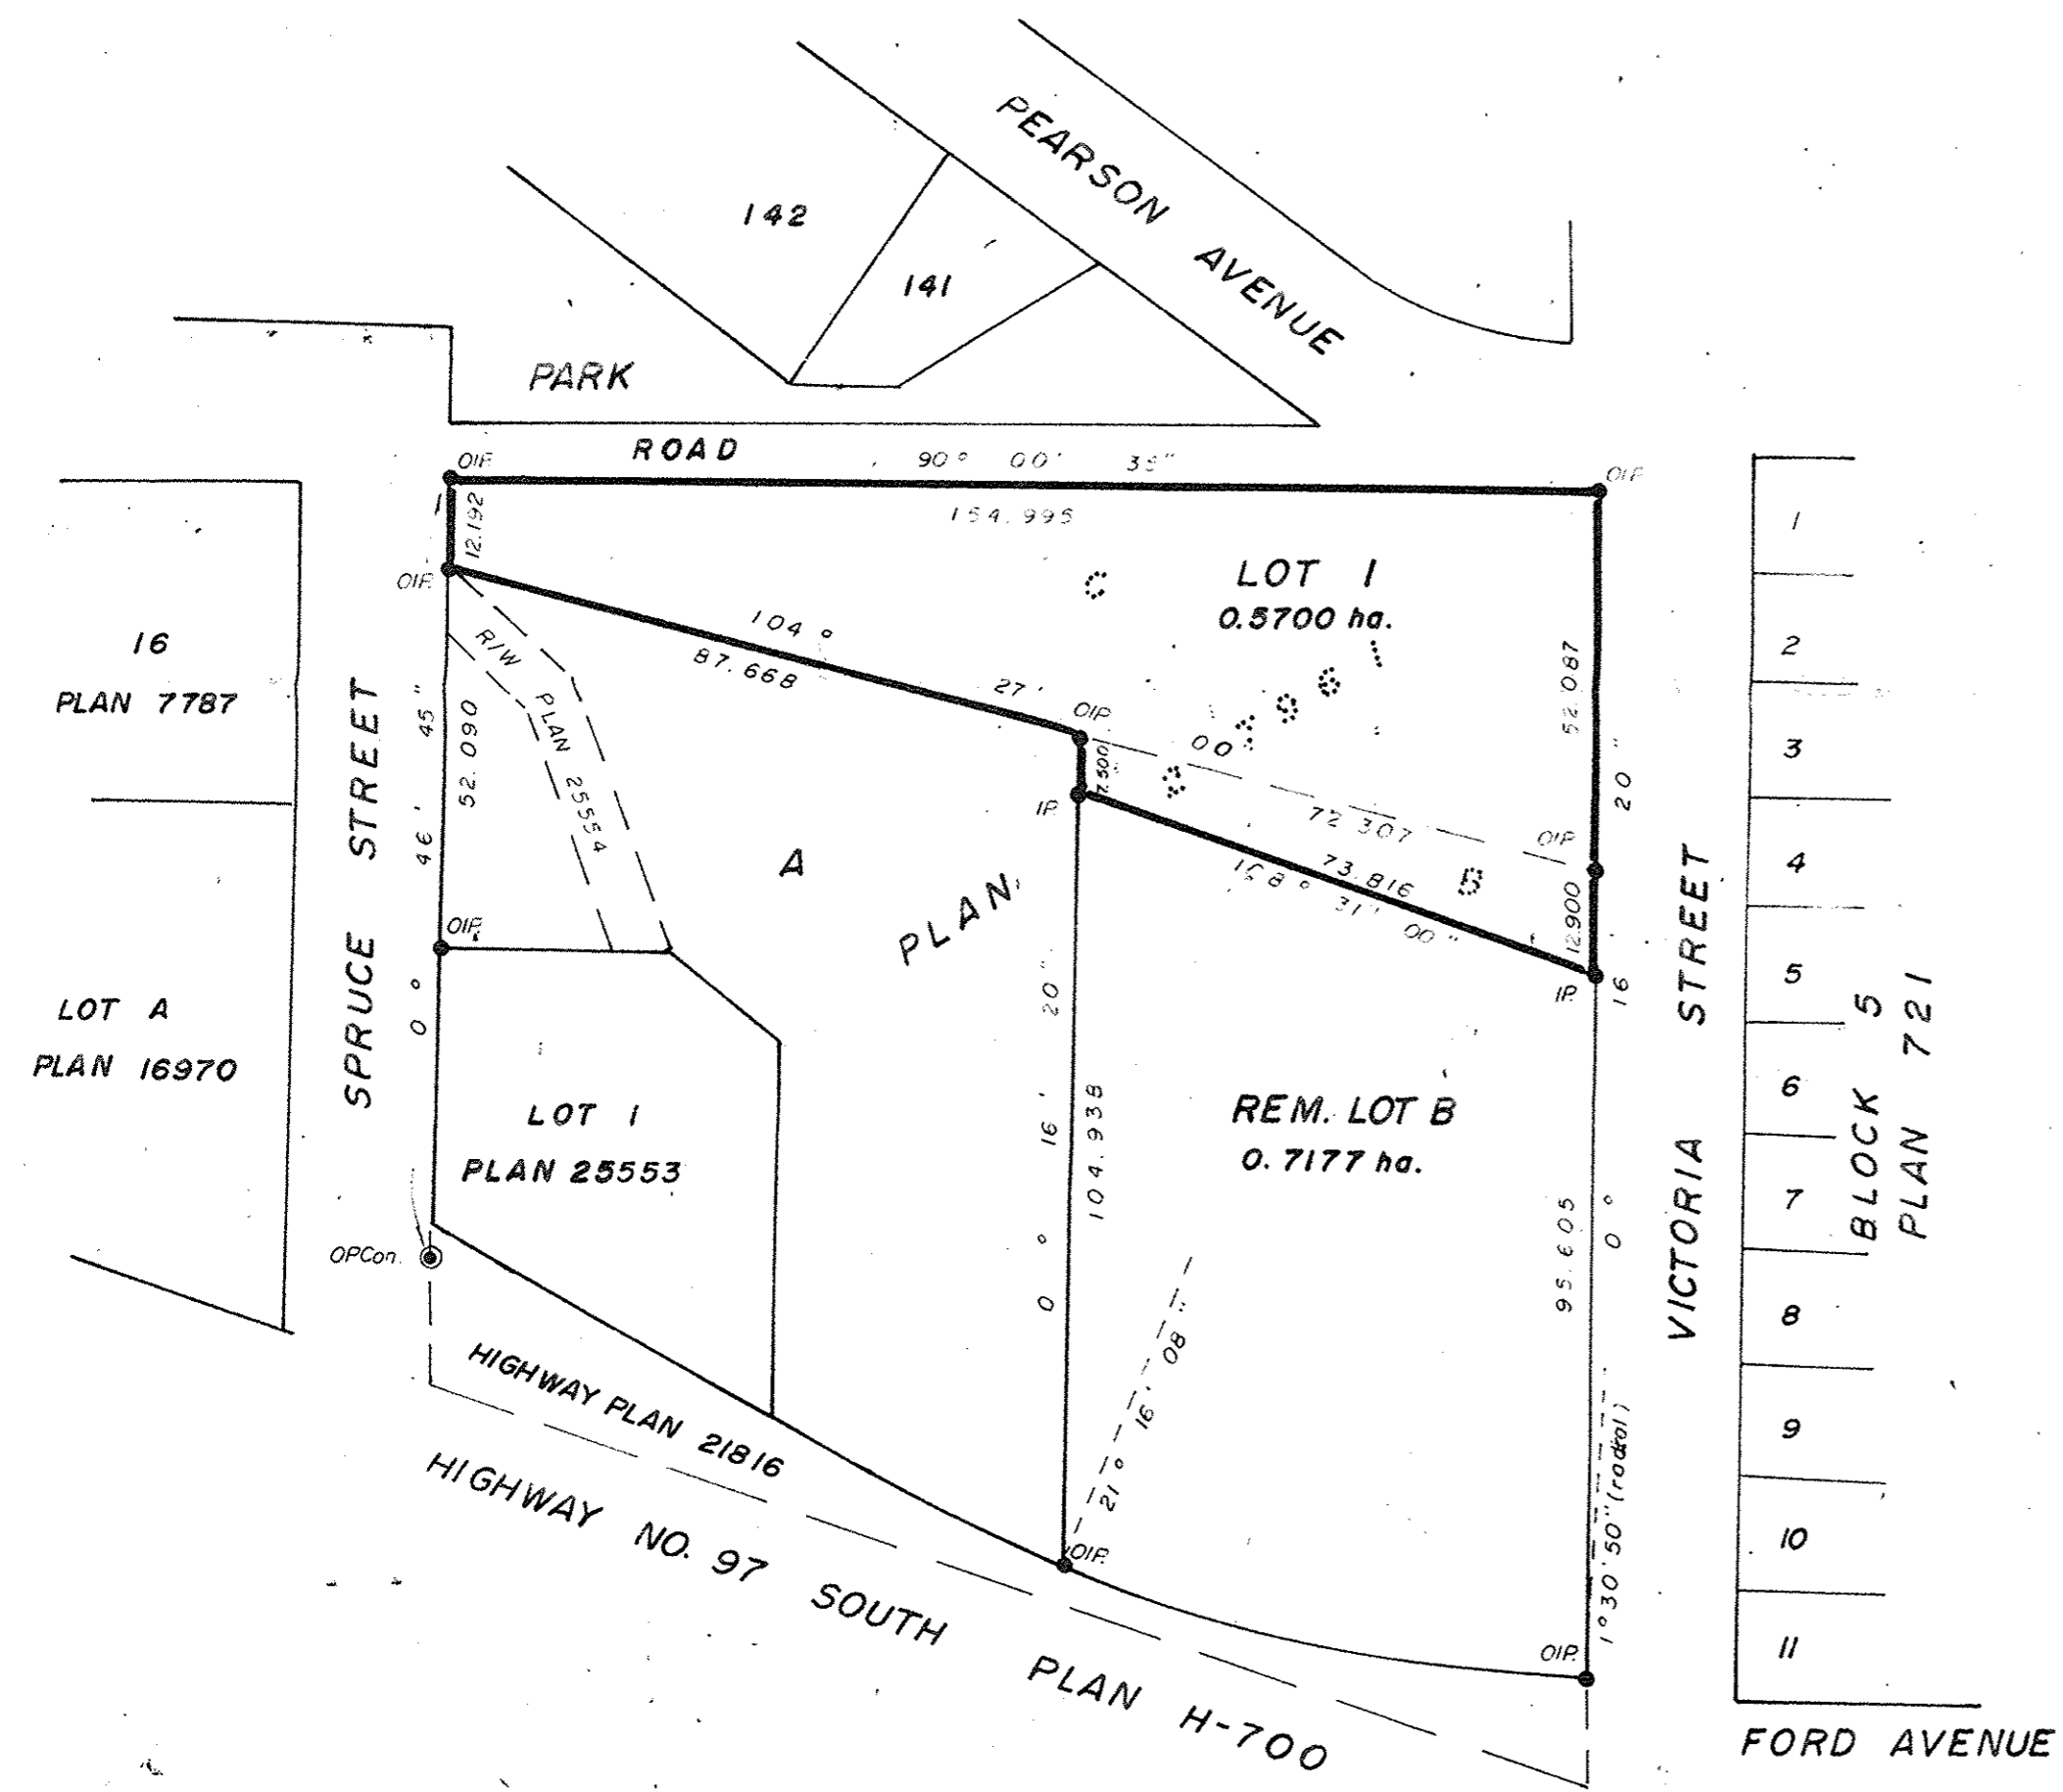 PEARSON AVENUE
142
141
PARK
ROAD
90° 00' 35"
OIP.
OIP.
154.995
12.192
OIP.
LOT 1
0.5700 ha.
C
104° 27' 00"
87.668
16
PLAN 7787
R/W PLAN 25554
SPRUCE STREET
0° 46' 45"
52.090
52.087
OIP.
7.500
IP.
72.307
OIP.
73.816
108° 31' 00"
B
12.900
IP.
A
PLAN
23961
OIP.
LOT A
PLAN 16970
LOT 1
PLAN 25553
0° 16' 20"
104.938
REM. LOT B
0.7177 ha.
95.605
0° 16' 20"
VICTORIA STREET
1
2
3
4
5
6
7
8
9
10
11
BLOCK 5
PLAN 721
OPCon.
21° 16' 08"
1° 30' 50" (radial)
HIGHWAY PLAN 21816
OIP.
OIP.
HIGHWAY NO. 97 SOUTH PLAN H-700
FORD AVENUE